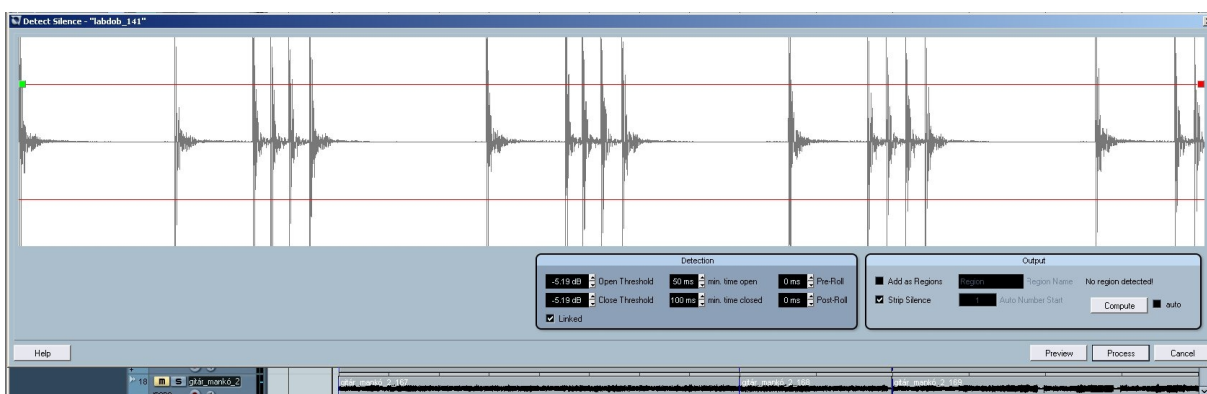 Detect Silence - "labdob_141"
Detection
Output
-5.19 dB Open Threshold 50 ms min. time open 0 ms Pre-Roll
Add as Regions Region Region Name No region detected!
-5.19 dB Close Threshold 100 ms min. time closed 0 ms Post-Roll
Strip Silence 1 Auto Number Start Compute auto
Linked
Help Preview Process Cancel
18 m S gitár_mankó_2 gitár_mankó_2_167 gitár_mankó_2_168 gitár_mankó_2_169